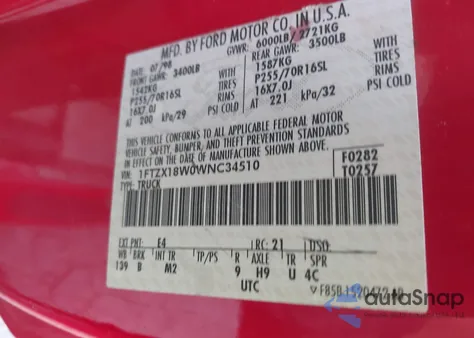 MFD. BY FORD MOTOR CO. IN U.S.A.
DATE: 07/98 GVWR: 6000LB/ 2721KG
FRONT GAWR: 3400LB REAR GAWR: 3500LB
1542KG WITH 1587KG WITH
P255/70R16SL TIRES P255/70R16SL TIRES
16X7.0J RIMS 16X7.0J RIMS
AT 200 kPa/29 PSI COLD AT 221 kPa/32 PSI COLD
THIS VEHICLE CONFORMS TO ALL APPLICABLE FEDERAL MOTOR
VEHICLE SAFETY, BUMPER, AND THEFT PREVENTION STANDARDS
IN EFFECT ON THE DATE OF MANUFACTURE SHOWN ABOVE.
VIN: 1FTZX18W0WNC34510 F0282
TYPE: TRUCK T0257
EXT PNT: E4 RC: 21 DSO:
WB BRK INT TR TP/PS R AXLE TR SPR
139 B M2 9 H9 U 4C
UTC
autoSnap